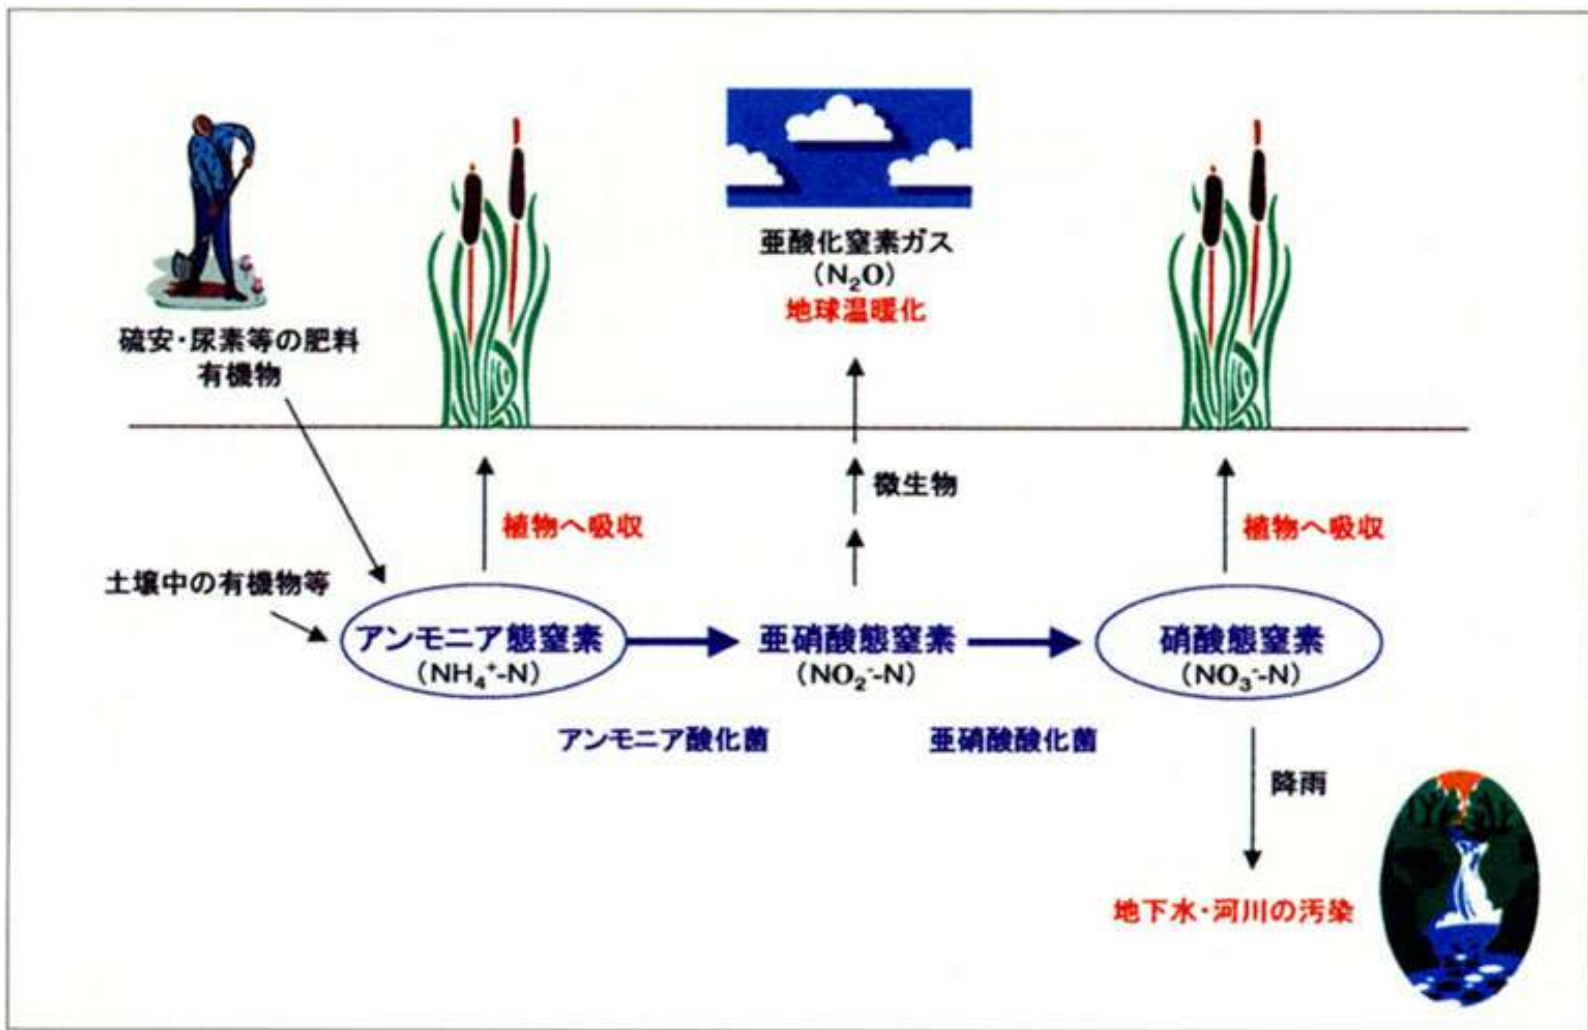 亜酸化窒素ガス
(N₂O)
地球温暖化
硫安・尿素等の肥料
有機物
微生物
植物へ吸収
植物へ吸収
土壌中の有機物等
アンモニア態窒素
(NH₄⁺-N)
亜硝酸態窒素
(NO₂⁻-N)
硝酸態窒素
(NO₃⁻-N)
アンモニア酸化菌
亜硝酸酸化菌
降雨
地下水・河川の汚染